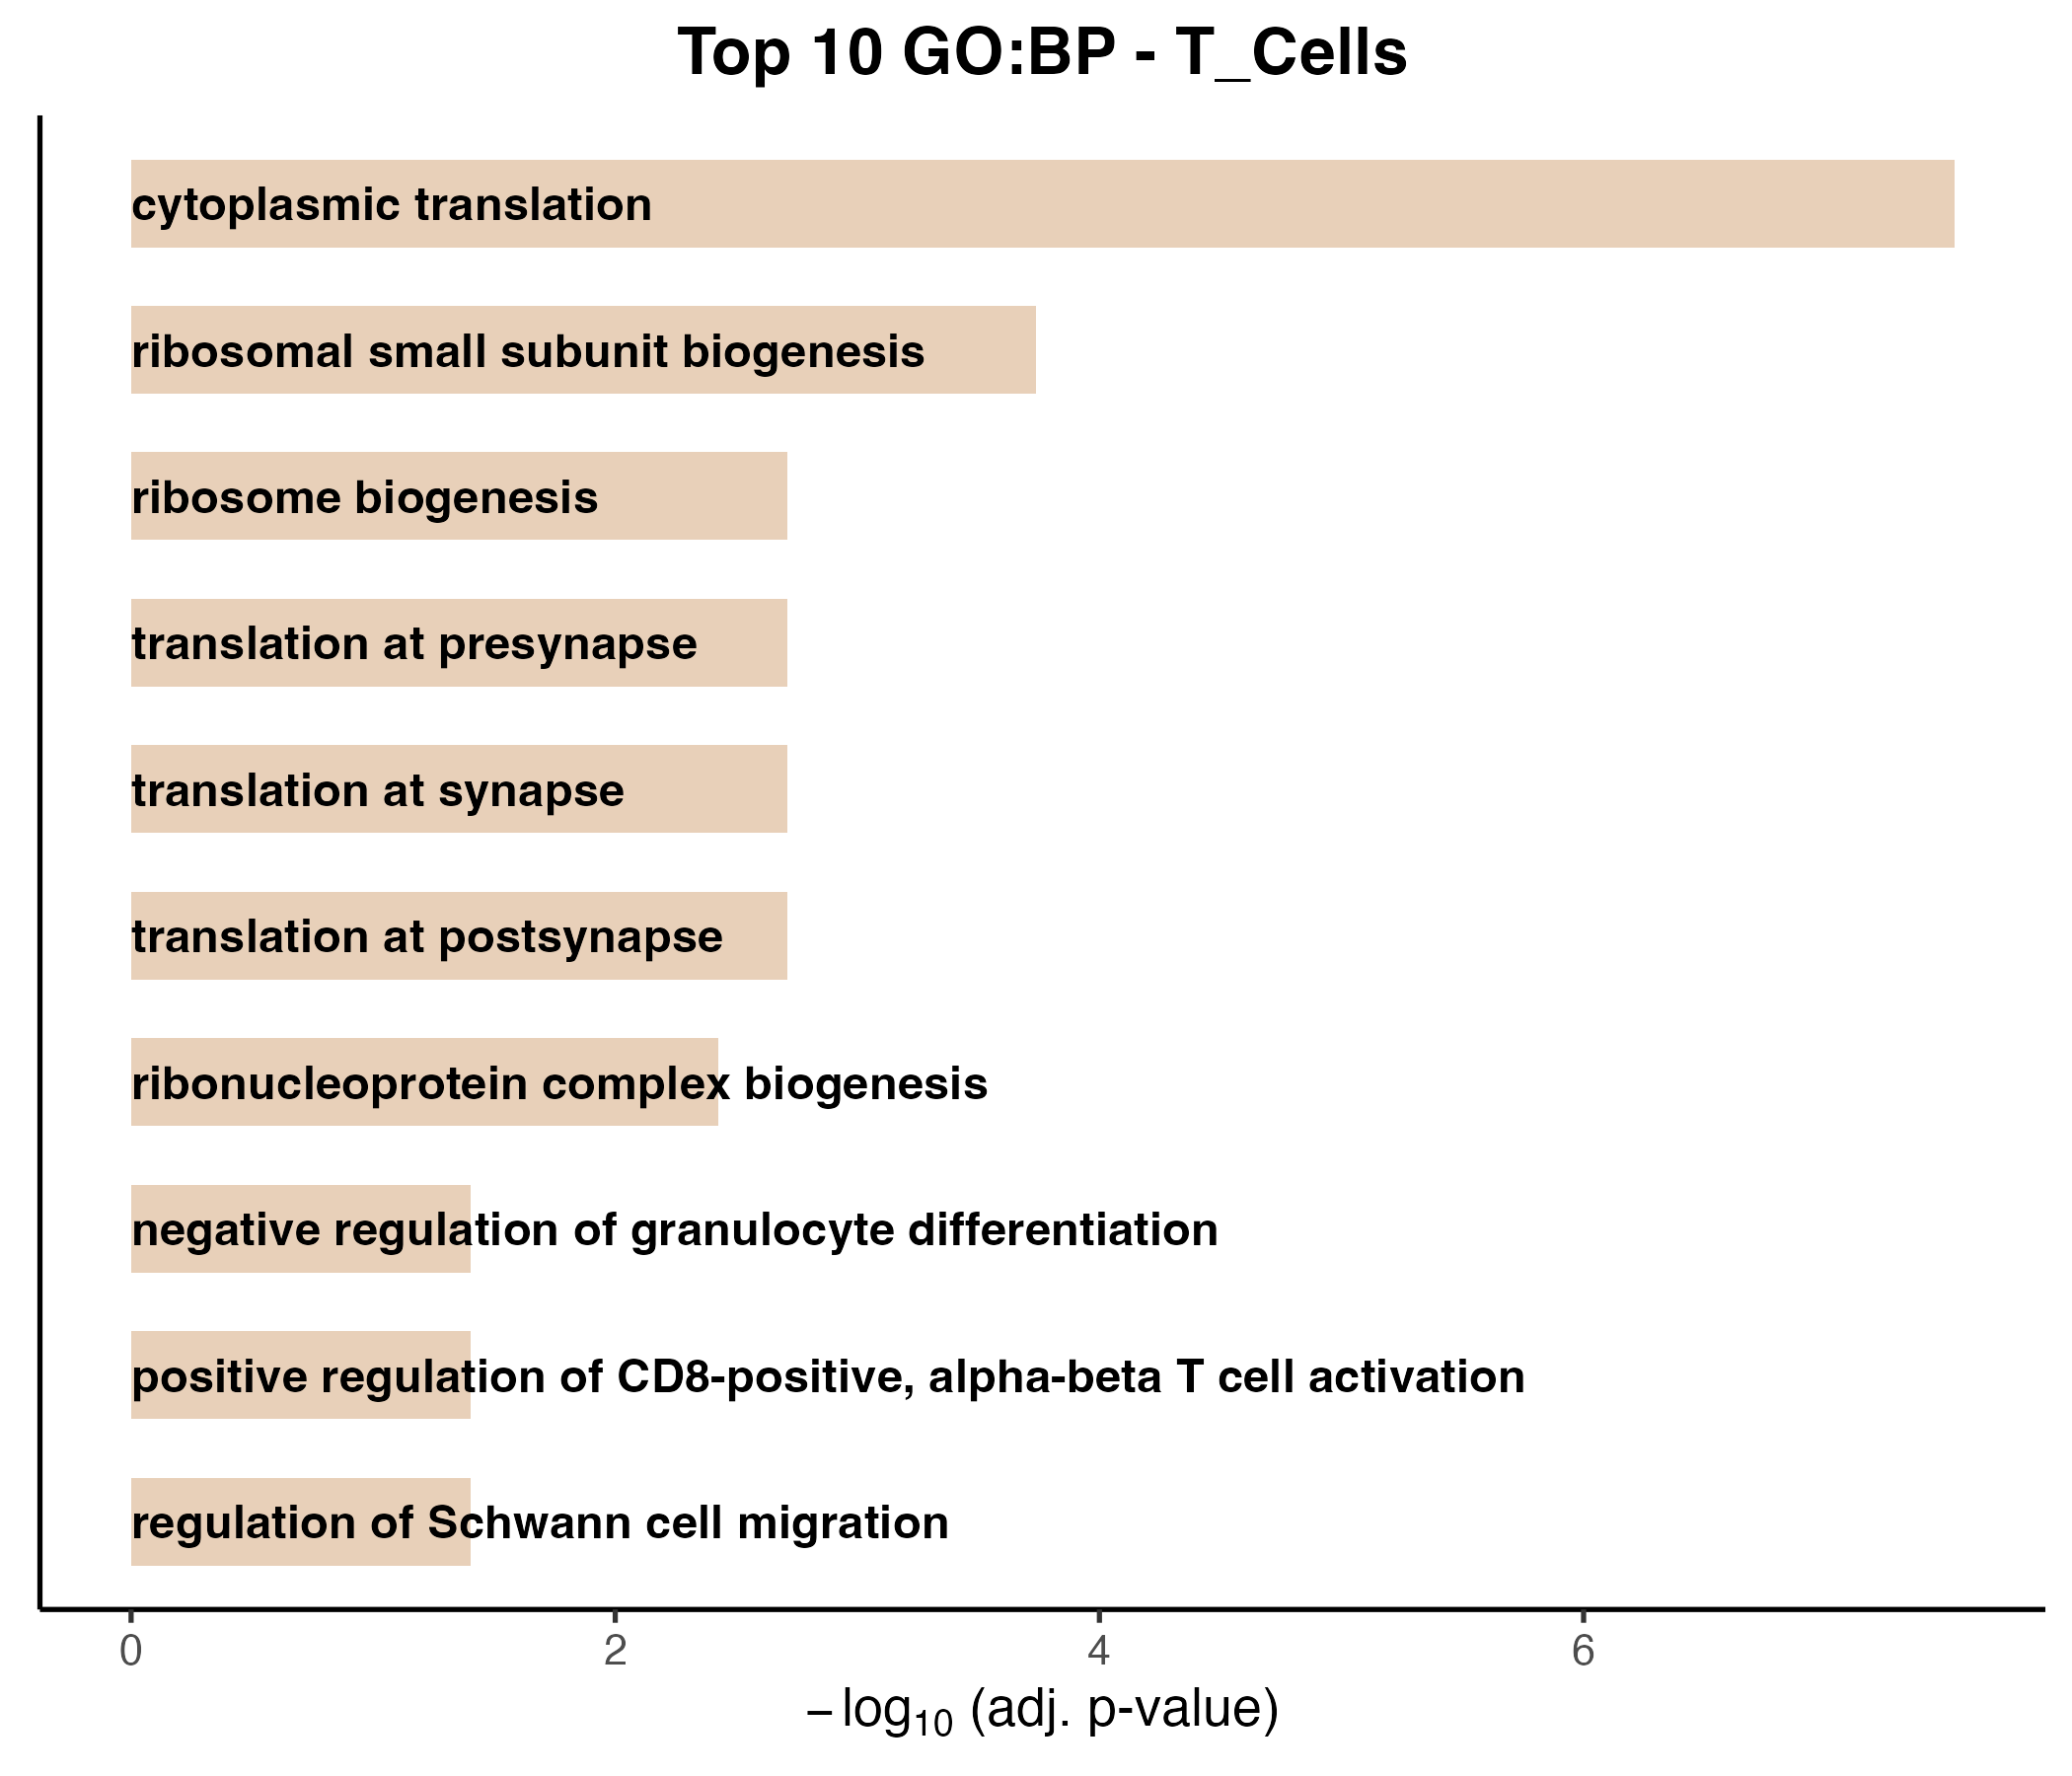 Top 10 GO:BP - T_Cells
cytoplasmic translation
ribosomal small subunit biogenesis
ribosome biogenesis
translation at presynapse
translation at synapse
translation at postsynapse
ribonucleoprotein complex biogenesis
negative regulation of granulocyte differentiation
positive regulation of CD8-positive, alpha-beta T cell activation
regulation of Schwann cell migration
0 2 4 6
−log₁₀ (adj. p-value)